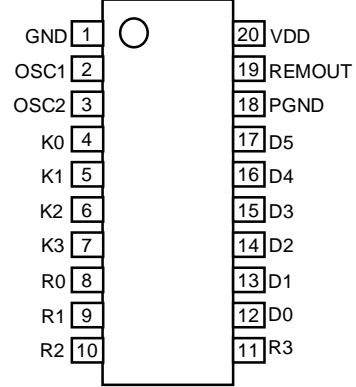 GND 1 20 VDD
OSC1 2 19 REMOUT
OSC2 3 18 PGND
K0 4 17 D5
K1 5 16 D4
K2 6 15 D3
K3 7 14 D2
R0 8 13 D1
R1 9 12 D0
R2 10 11 R3